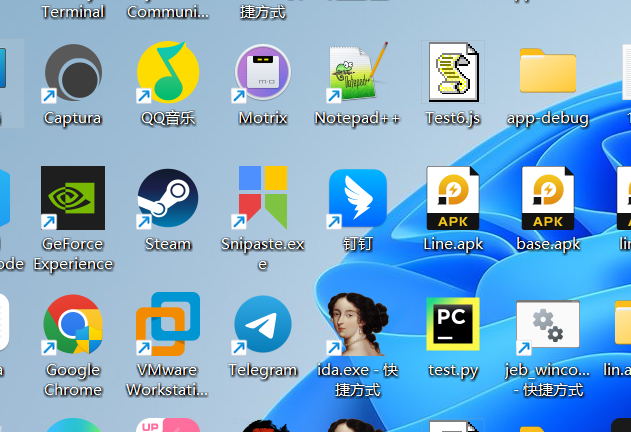 Terminal
Communi...
捷方式
Captura
QQ音乐
Motrix
Notepad++
Test6.js
app-debug
GeForce
Experience
Steam
Snipaste.ex
e
钉钉
APK
Line.apk
APK
base.apk
ode
Google
Chrome
VMware
Workstati...
Telegram
ida.exe - 快
捷方式
PC
test.py
jeb_winco...
- 快捷方式
lin.a
UP